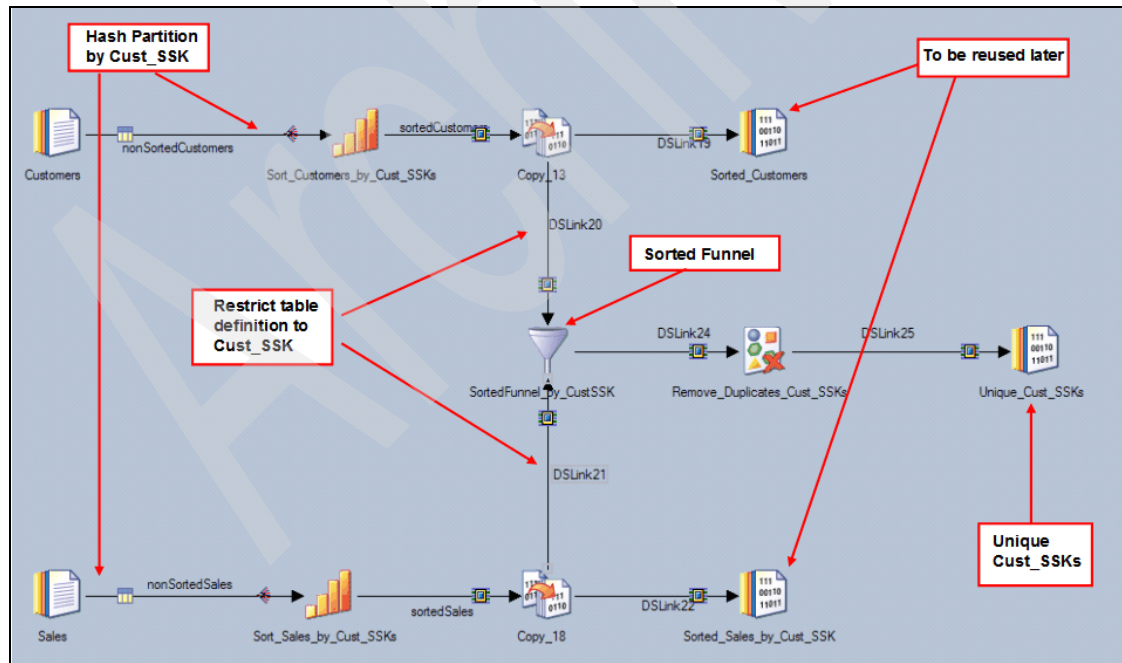 Hash Partition
by Cust_SSK
To be reused later
nonSortedCustomers
sortedCustomers
DSLink19
Customers
Sort_Customers_by_Cust_SSKs
Copy_13
Sorted_Customers
DSLink20
Sorted Funnel
Restrict table
definition to
Cust_SSK
DSLink24
DSLink25
SortedFunnel_by_CustSSK
Remove_Duplicates_Cust_SSKs
Unique_Cust_SSKs
DSLink21
Unique
Cust_SSKs
nonSortedSales
sortedSales
DSLink22
Sales
Sort_Sales_by_Cust_SSKs
Copy_18
Sorted_Sales_by_Cust_SSK